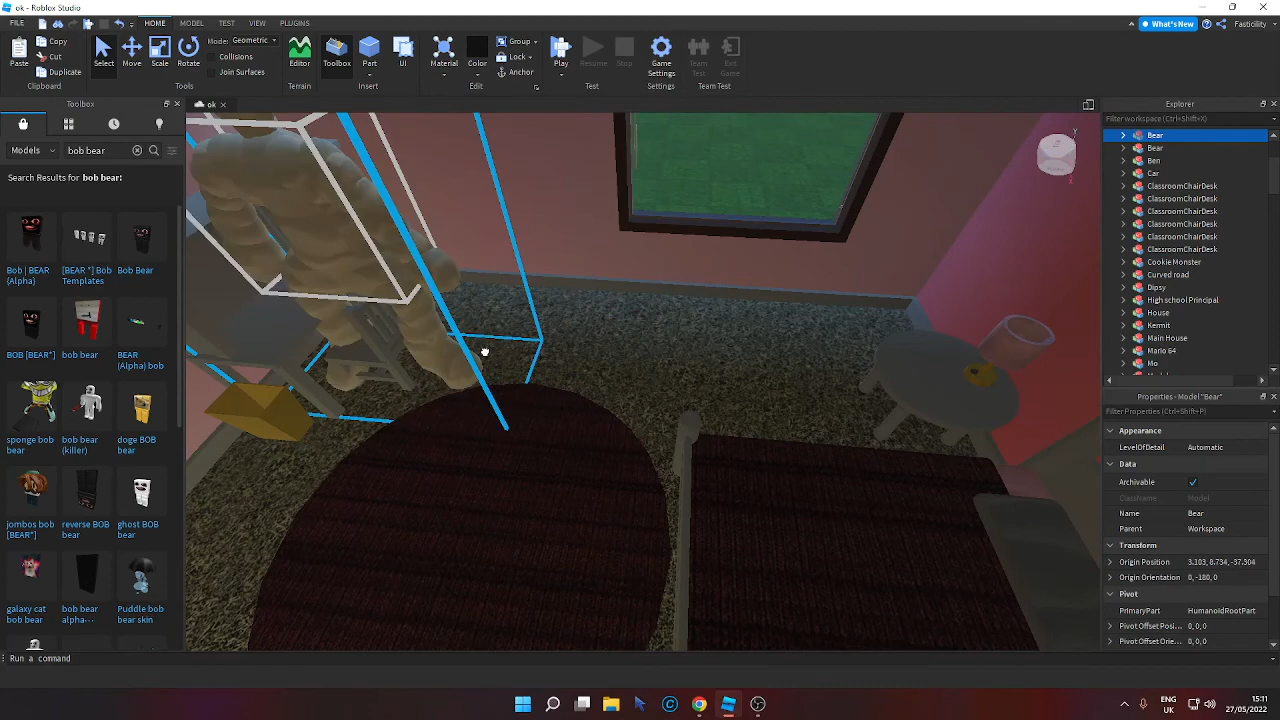 ok - Roblox Studio
FILE HOME MODEL TEST VIEW PLUGINS
What's New Fasticility
Paste Copy Cut Duplicate
Select Move Scale Rotate
Mode: Geometric
Collisions
Join Surfaces
Editor Toolbox Part UI
Material Color
Group
Lock
Anchor
Play Resume Stop
Game Settings
Team Test
Exit Game
Clipboard Tools Terrain Insert Edit Test Settings Team Test
Toolbox
ok
Models bob bear
Search Results for bob bear:
Bob | BEAR (Alpha)
[BEAR *] Bob Templates
Bob Bear
BOB [BEAR*]
bob bear
BEAR (Alpha) bob
sponge bob bear
bob bear (killer)
doge BOB bear
jombos bob [BEAR*]
reverse BOB bear
ghost BOB bear
galaxy cat bob bear
bob bear alpha-...
Puddle bob bear skin
Explorer
Filter workspace (Ctrl+Shift+X)
Bear
Bear
Ben
Car
ClassroomChairDesk
ClassroomChairDesk
ClassroomChairDesk
ClassroomChairDesk
ClassroomChairDesk
ClassroomChairDesk
Cookie Monster
Curved road
Dipsy
High school Principal
House
Kermit
Main House
Mario 64
Mo
Properties - Model "Bear"
Filter Properties (Ctrl+Shift+P)
Appearance
LevelOfDetail Automatic
Data
Archivable
ClassName Model
Name Bear
Parent Workspace
Transform
Origin Position 3.103, 8.734, -37.304
Origin Orientation 0, -180, 0
Pivot
PrimaryPart HumanoidRootPart
Pivot Offset Posi... 0, 0, 0
Pivot Offset Orie... 0, 0, 0
Run a command
ENG
UK
15:11
27/05/2022